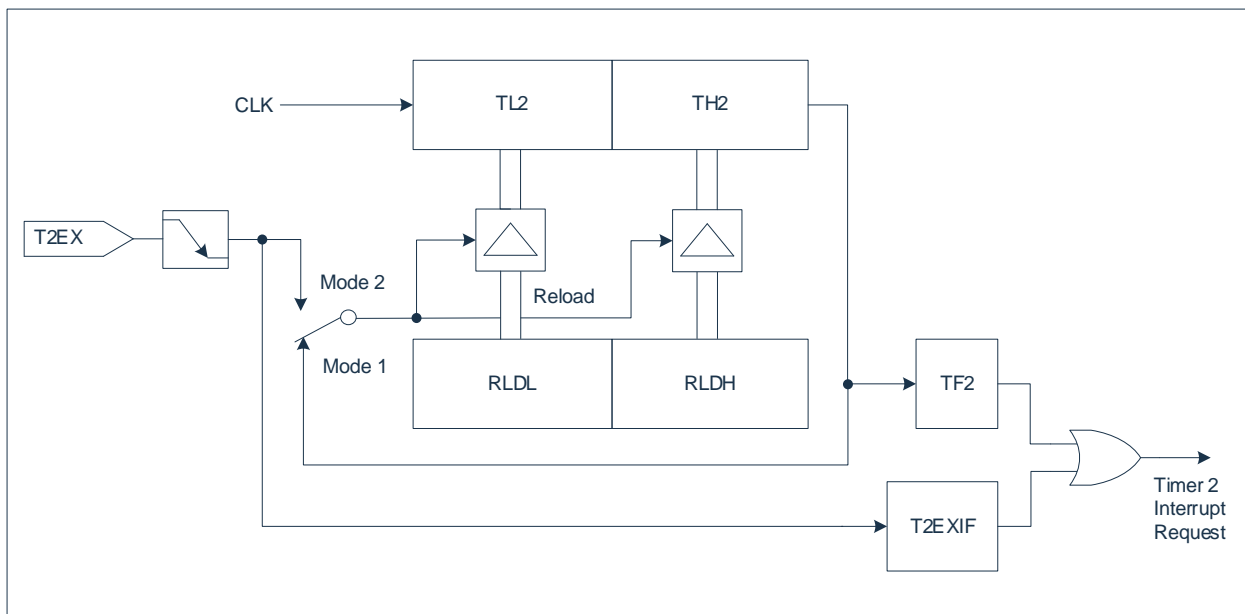 CLK
TL2
TH2
T2EX
Mode 2
Reload
Mode 1
RLDL
RLDH
TF2
T2EXIF
Timer 2
Interrupt
Request